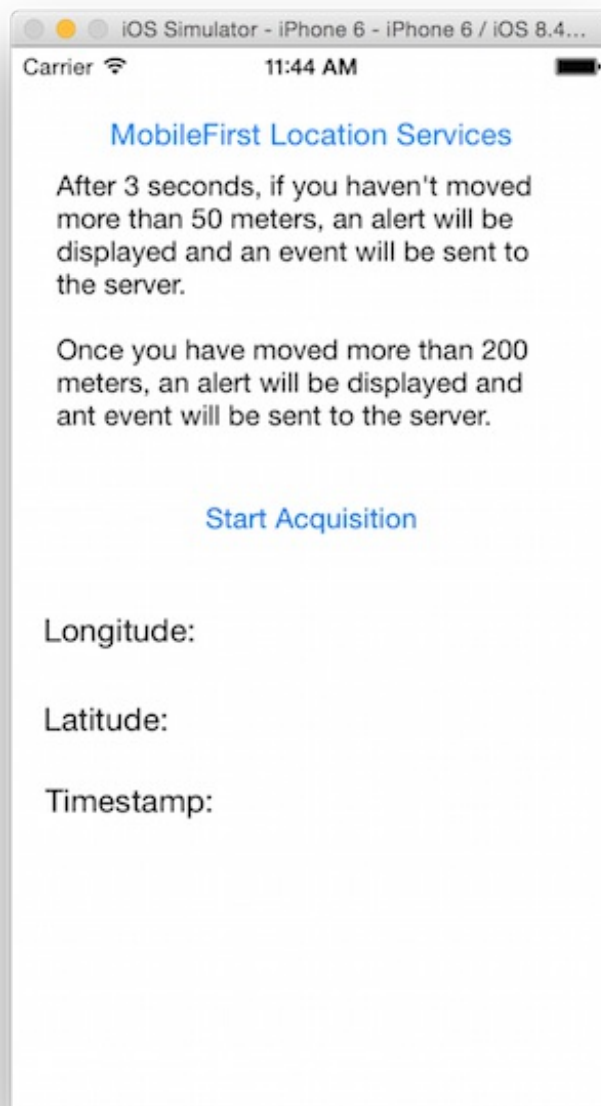 iOS Simulator - iPhone 6 - iPhone 6 / iOS 8.4...
Carrier 11:44 AM
MobileFirst Location Services
After 3 seconds, if you haven't moved
more than 50 meters, an alert will be
displayed and an event will be sent to
the server.
Once you have moved more than 200
meters, an alert will be displayed and
ant event will be sent to the server.
Start Acquisition
Longitude:
Latitude:
Timestamp: